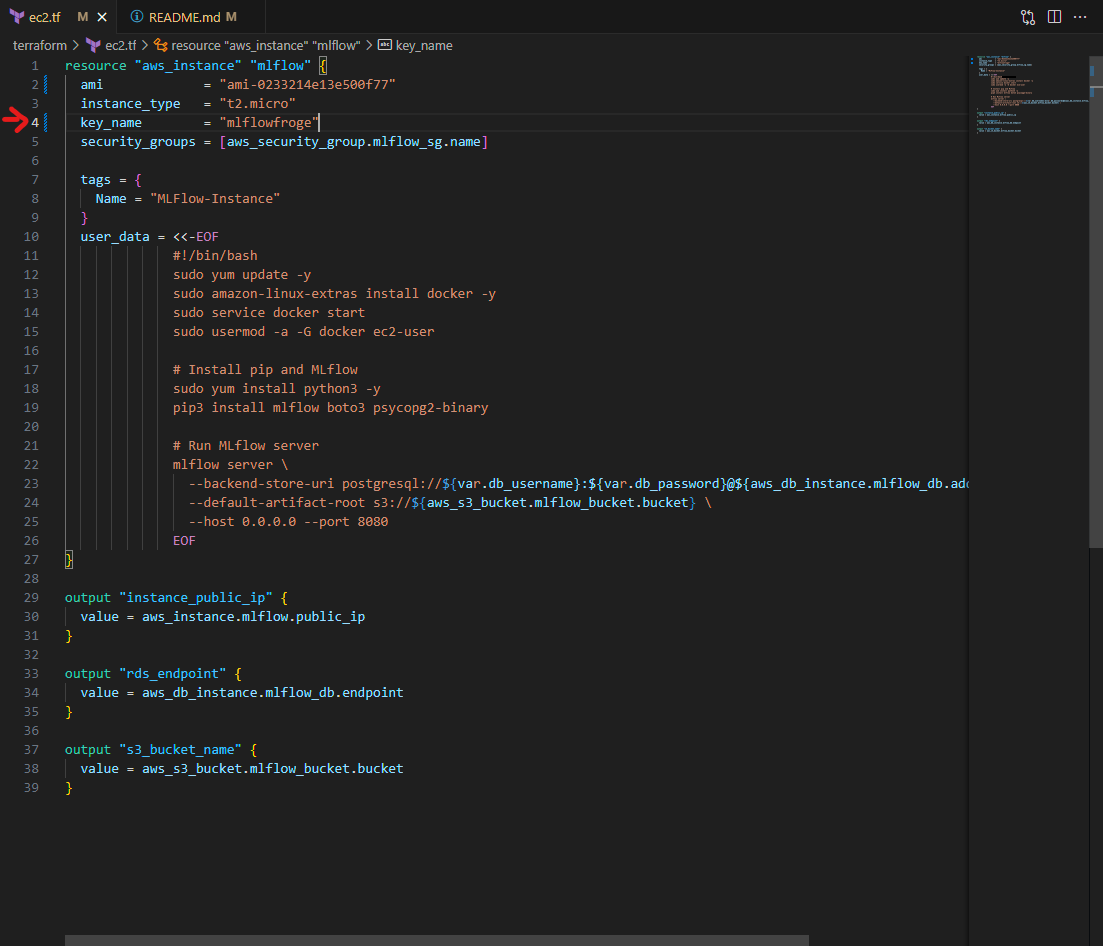 ec2.tf M README.md M
terraform > ec2.tf > resource "aws_instance" "mlflow" > key_name
1 resource "aws_instance" "mlflow" {
2 ami = "ami-0233214e13e500f77"
3 instance_type = "t2.micro"
4 key_name = "mlflowfroge"
5 security_groups = [aws_security_group.mlflow_sg.name]
6
7 tags = {
8 Name = "MLFlow-Instance"
9 }
10 user_data = <<-EOF
11 #!/bin/bash
12 sudo yum update -y
13 sudo amazon-linux-extras install docker -y
14 sudo service docker start
15 sudo usermod -a -G docker ec2-user
16
17 # Install pip and MLflow
18 sudo yum install python3 -y
19 pip3 install mlflow boto3 psycopg2-binary
20
21 # Run MLflow server
22 mlflow server \
23 --backend-store-uri postgresql://${var.db_username}:${var.db_password}@${aws_db_instance.mlflow_db.add
24 --default-artifact-root s3://${aws_s3_bucket.mlflow_bucket.bucket} \
25 --host 0.0.0.0 --port 8080
26 EOF
27 }
28
29 output "instance_public_ip" {
30 value = aws_instance.mlflow.public_ip
31 }
32
33 output "rds_endpoint" {
34 value = aws_db_instance.mlflow_db.endpoint
35 }
36
37 output "s3_bucket_name" {
38 value = aws_s3_bucket.mlflow_bucket.bucket
39 }